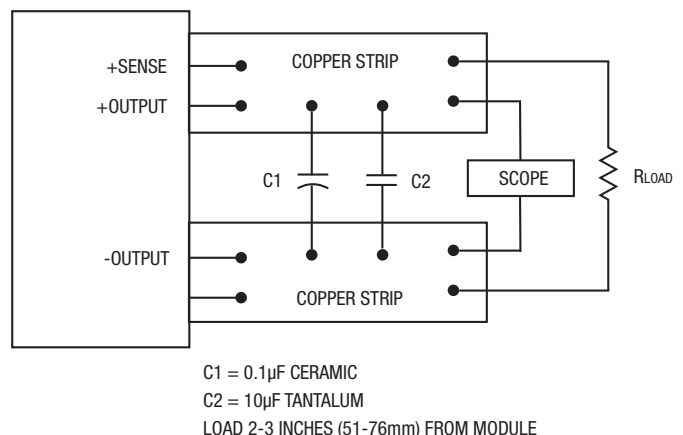 +SENSE
COPPER STRIP
+OUTPUT
C1
C2
SCOPE
RLOAD
-OUTPUT
COPPER STRIP
C1 = 0.1µF CERAMIC
C2 = 10µF TANTALUM
LOAD 2-3 INCHES (51-76mm) FROM MODULE